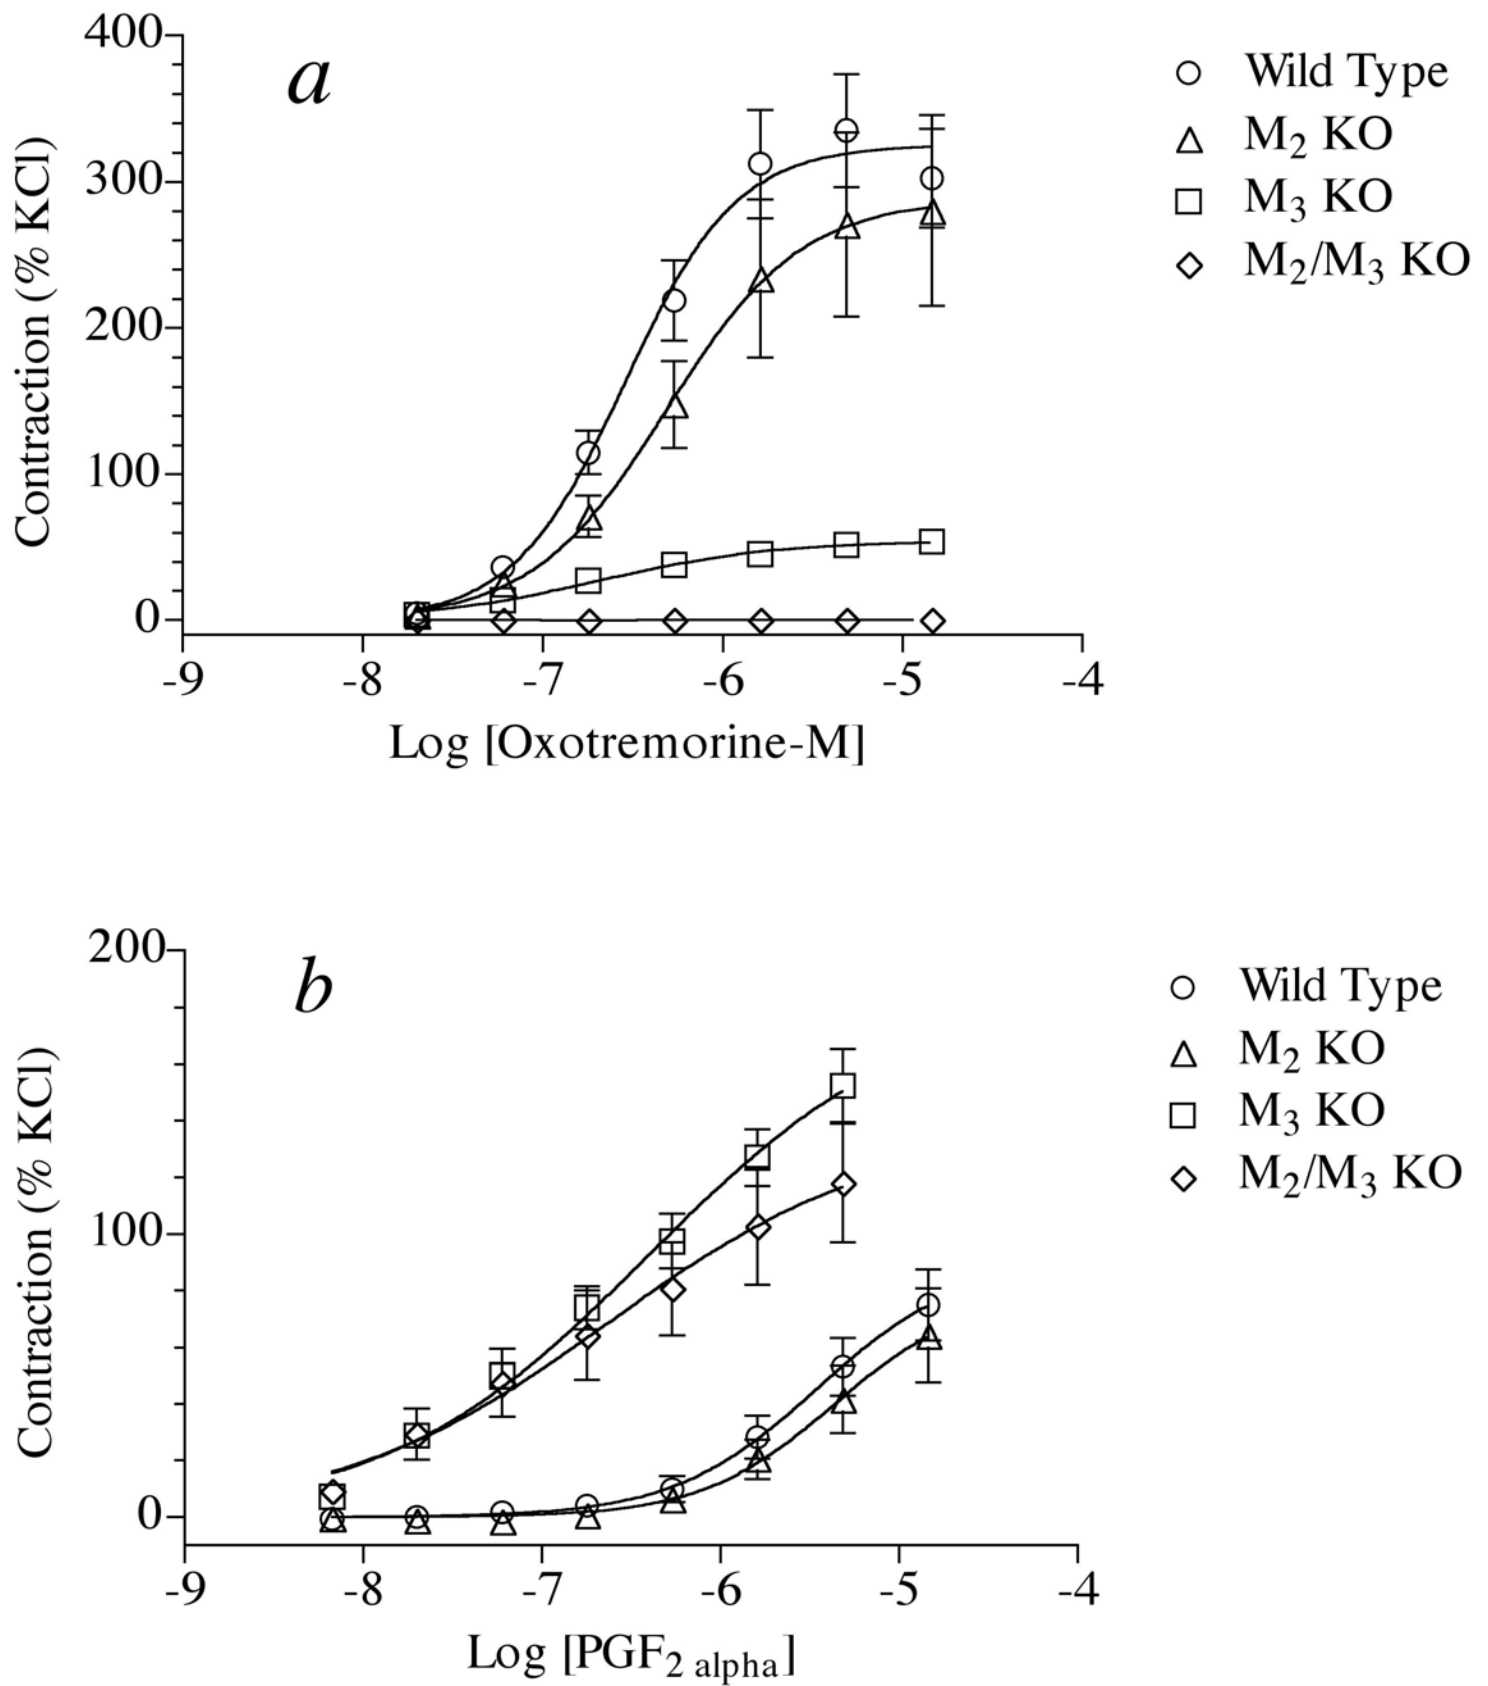 a
400
300
200
100
0
Contraction (% KCl)
-9 -8 -7 -6 -5 -4
Log [Oxotremorine-M]
Wild Type
M2 KO
M3 KO
M2/M3 KO
b
200
100
0
Contraction (% KCl)
-9 -8 -7 -6 -5 -4
Log [PGF2 alpha]
Wild Type
M2 KO
M3 KO
M2/M3 KO